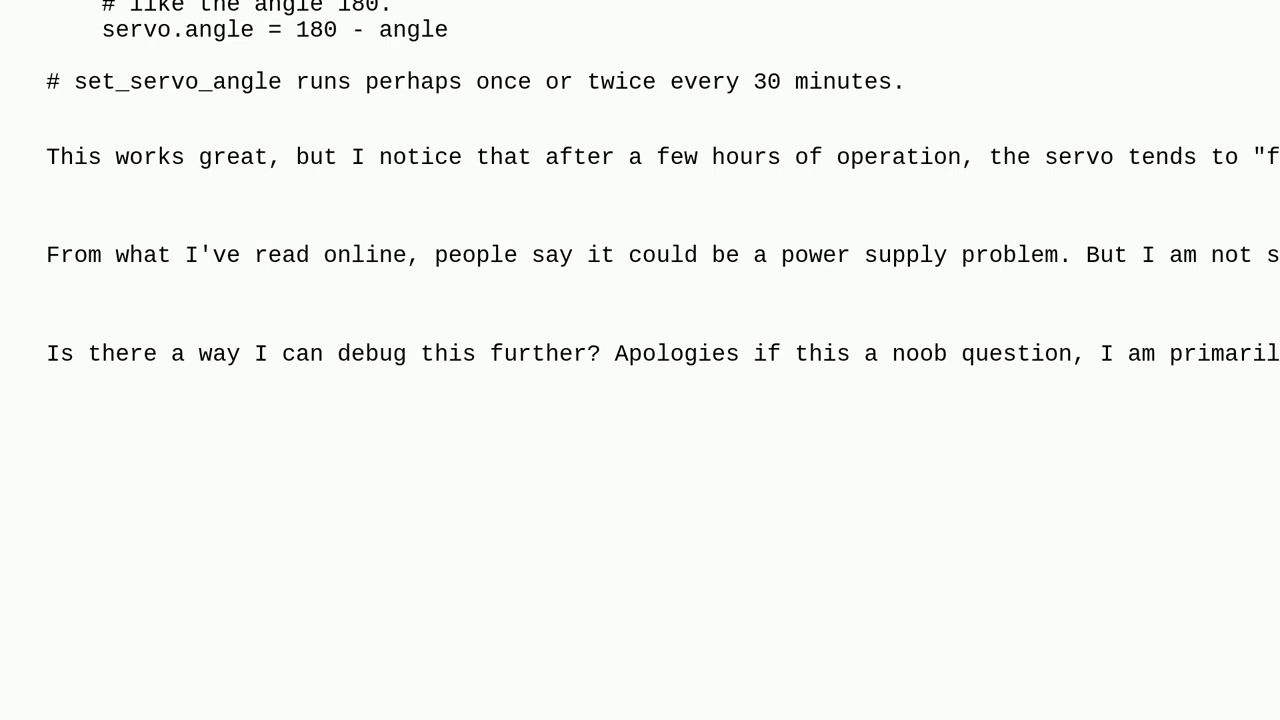 # like the angle 180.
servo.angle = 180 - angle
# set_servo_angle runs perhaps once or twice every 30 minutes.
This works great, but I notice that after a few hours of operation, the servo tends to "f
From what I've read online, people say it could be a power supply problem. But I am not s
Is there a way I can debug this further? Apologies if this a noob question, I am primaril